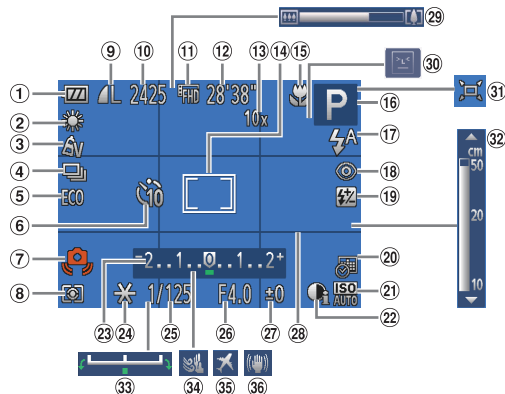 29
9 10 11 12 13 14 15
30
1 L 2425 FHD 28'38" P 16 31
10x
2 A 17 32
3 V cm
50
4 18
5 ECO 19
6 10 20
7 -2..1..0..1..2+ 20
8 1/125 F4.0 ±0 ISO AUTO 21
10
22
23 24 25 26 27 28
33 34 35 36